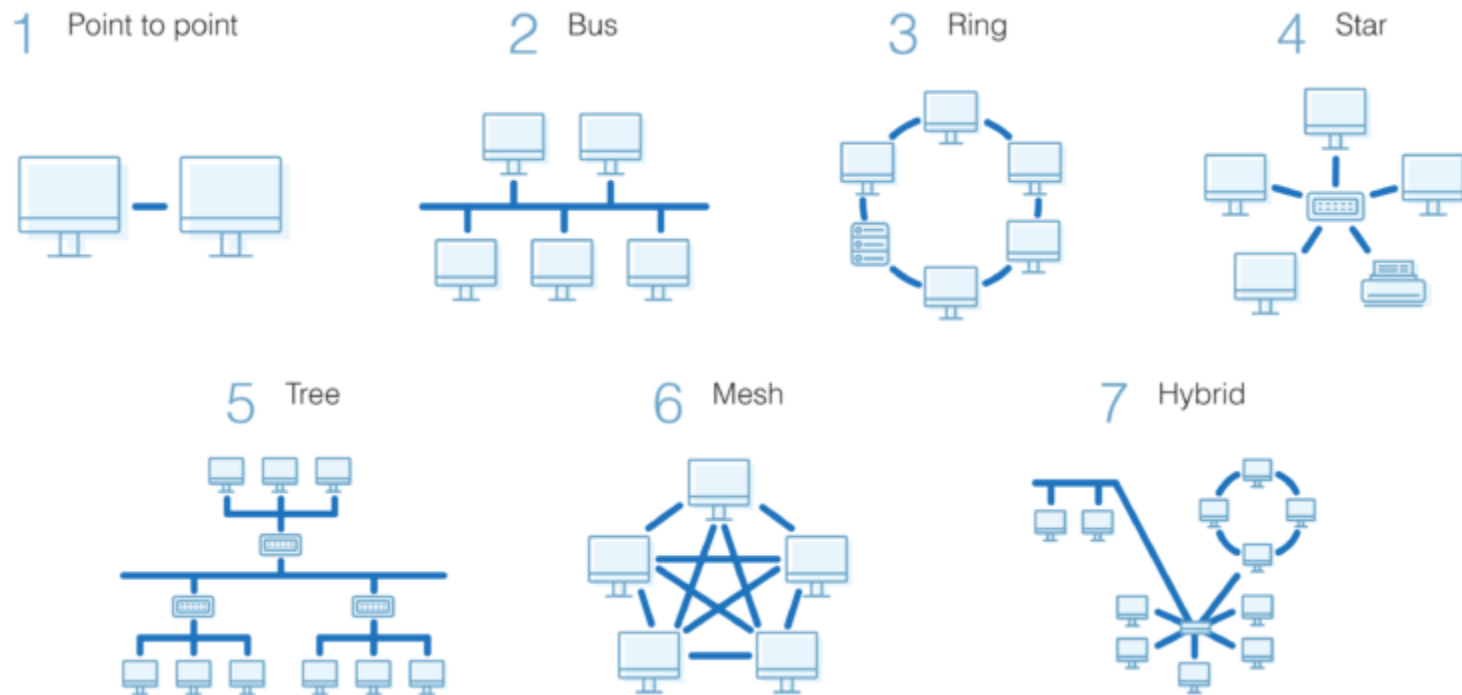 1 Point to point
2 Bus
3 Ring
4 Star
5 Tree
6 Mesh
7 Hybrid